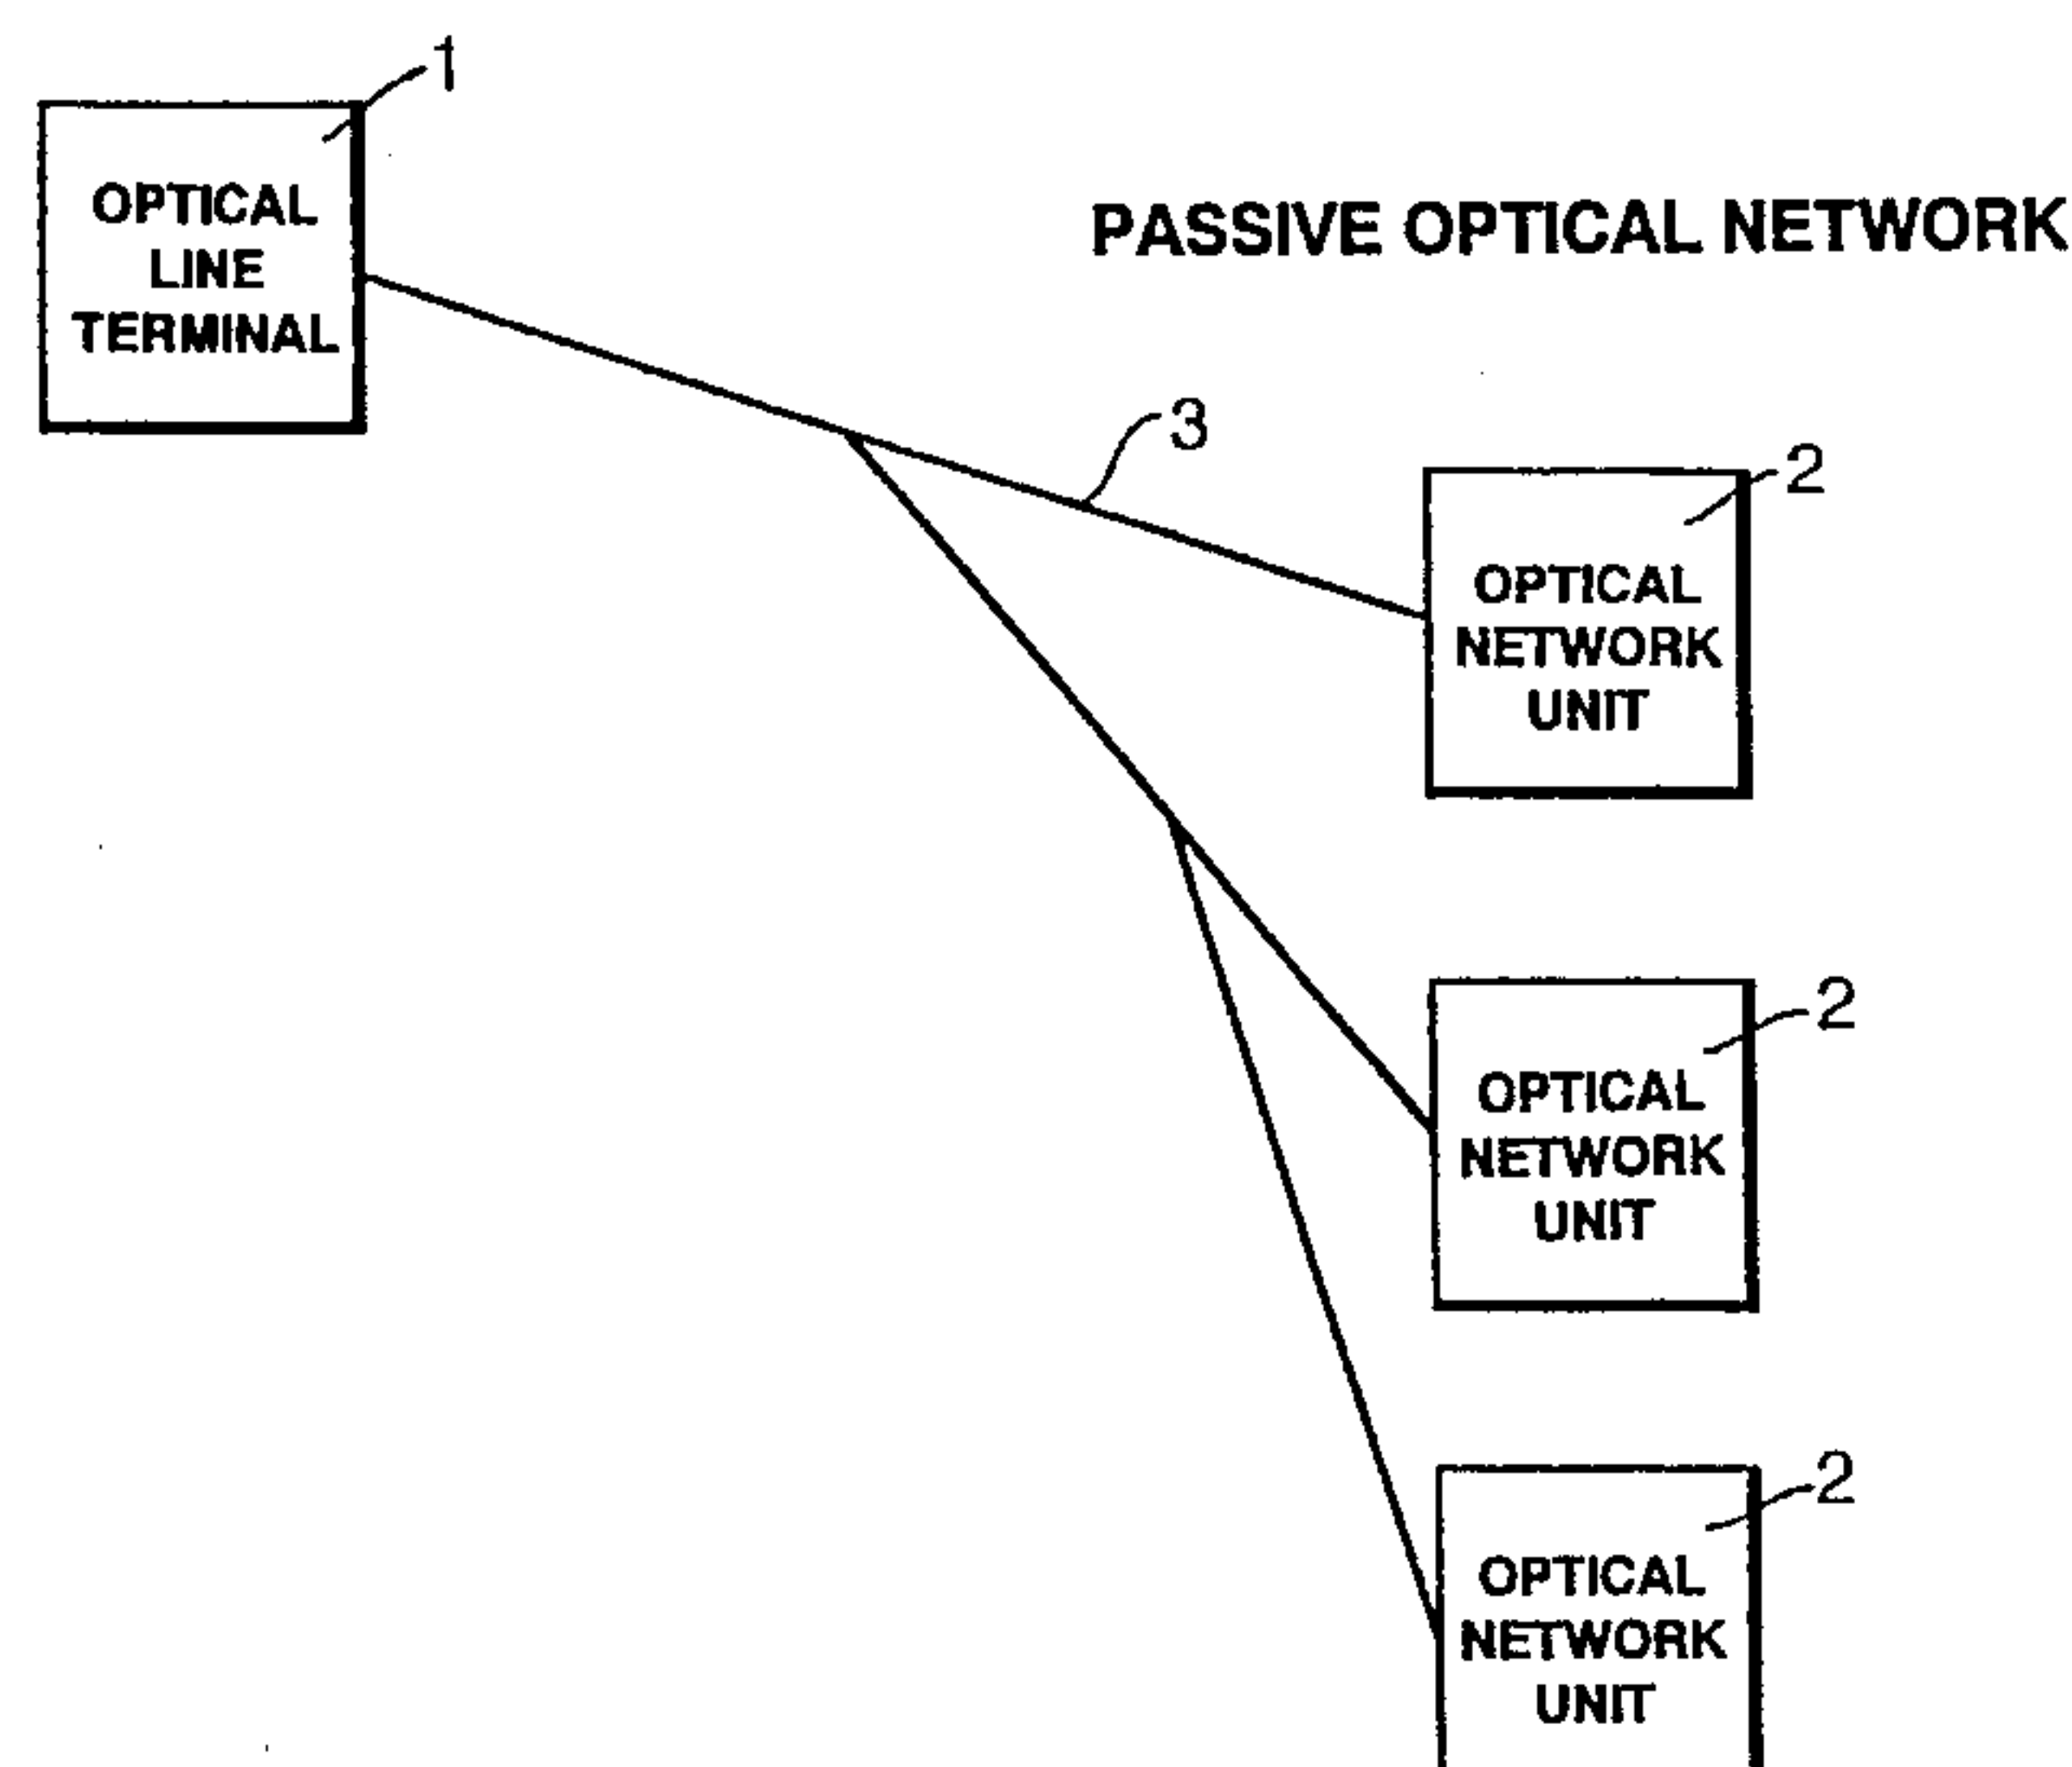 1
OPTICAL
LINE
TERMINAL
PASSIVE OPTICAL NETWORK
3
2
OPTICAL
NETWORK
UNIT
2
OPTICAL
NETWORK
UNIT
2
OPTICAL
NETWORK
UNIT